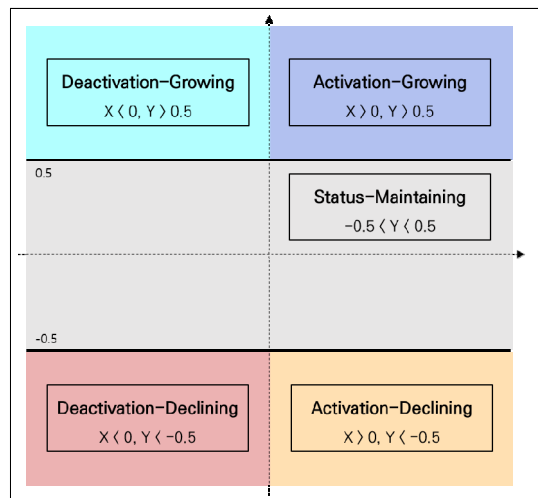 Deactivation-Growing
X〈 0, Y 〉0.5
Activation-Growing
X 〉0, Y 〉0.5
0.5
Status-Maintaining
-0.5〈 Y〈 0.5
-0.5
Deactivation-Declining
X〈 0, Y〈 -0.5
Activation-Declining
X 〉0, Y〈 -0.5